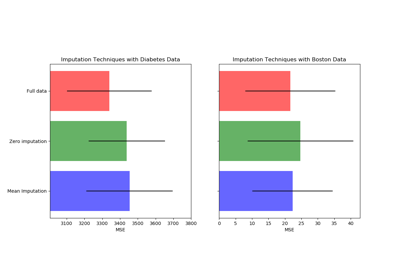 Imputation Techniques with Diabetes Data
Full data
Zero imputation
Mean Imputation
3100 3200 3300 3400 3500 3600 3700 3800
MSE
Imputation Techniques with Boston Data
0 5 10 15 20 25 30 35 40
MSE